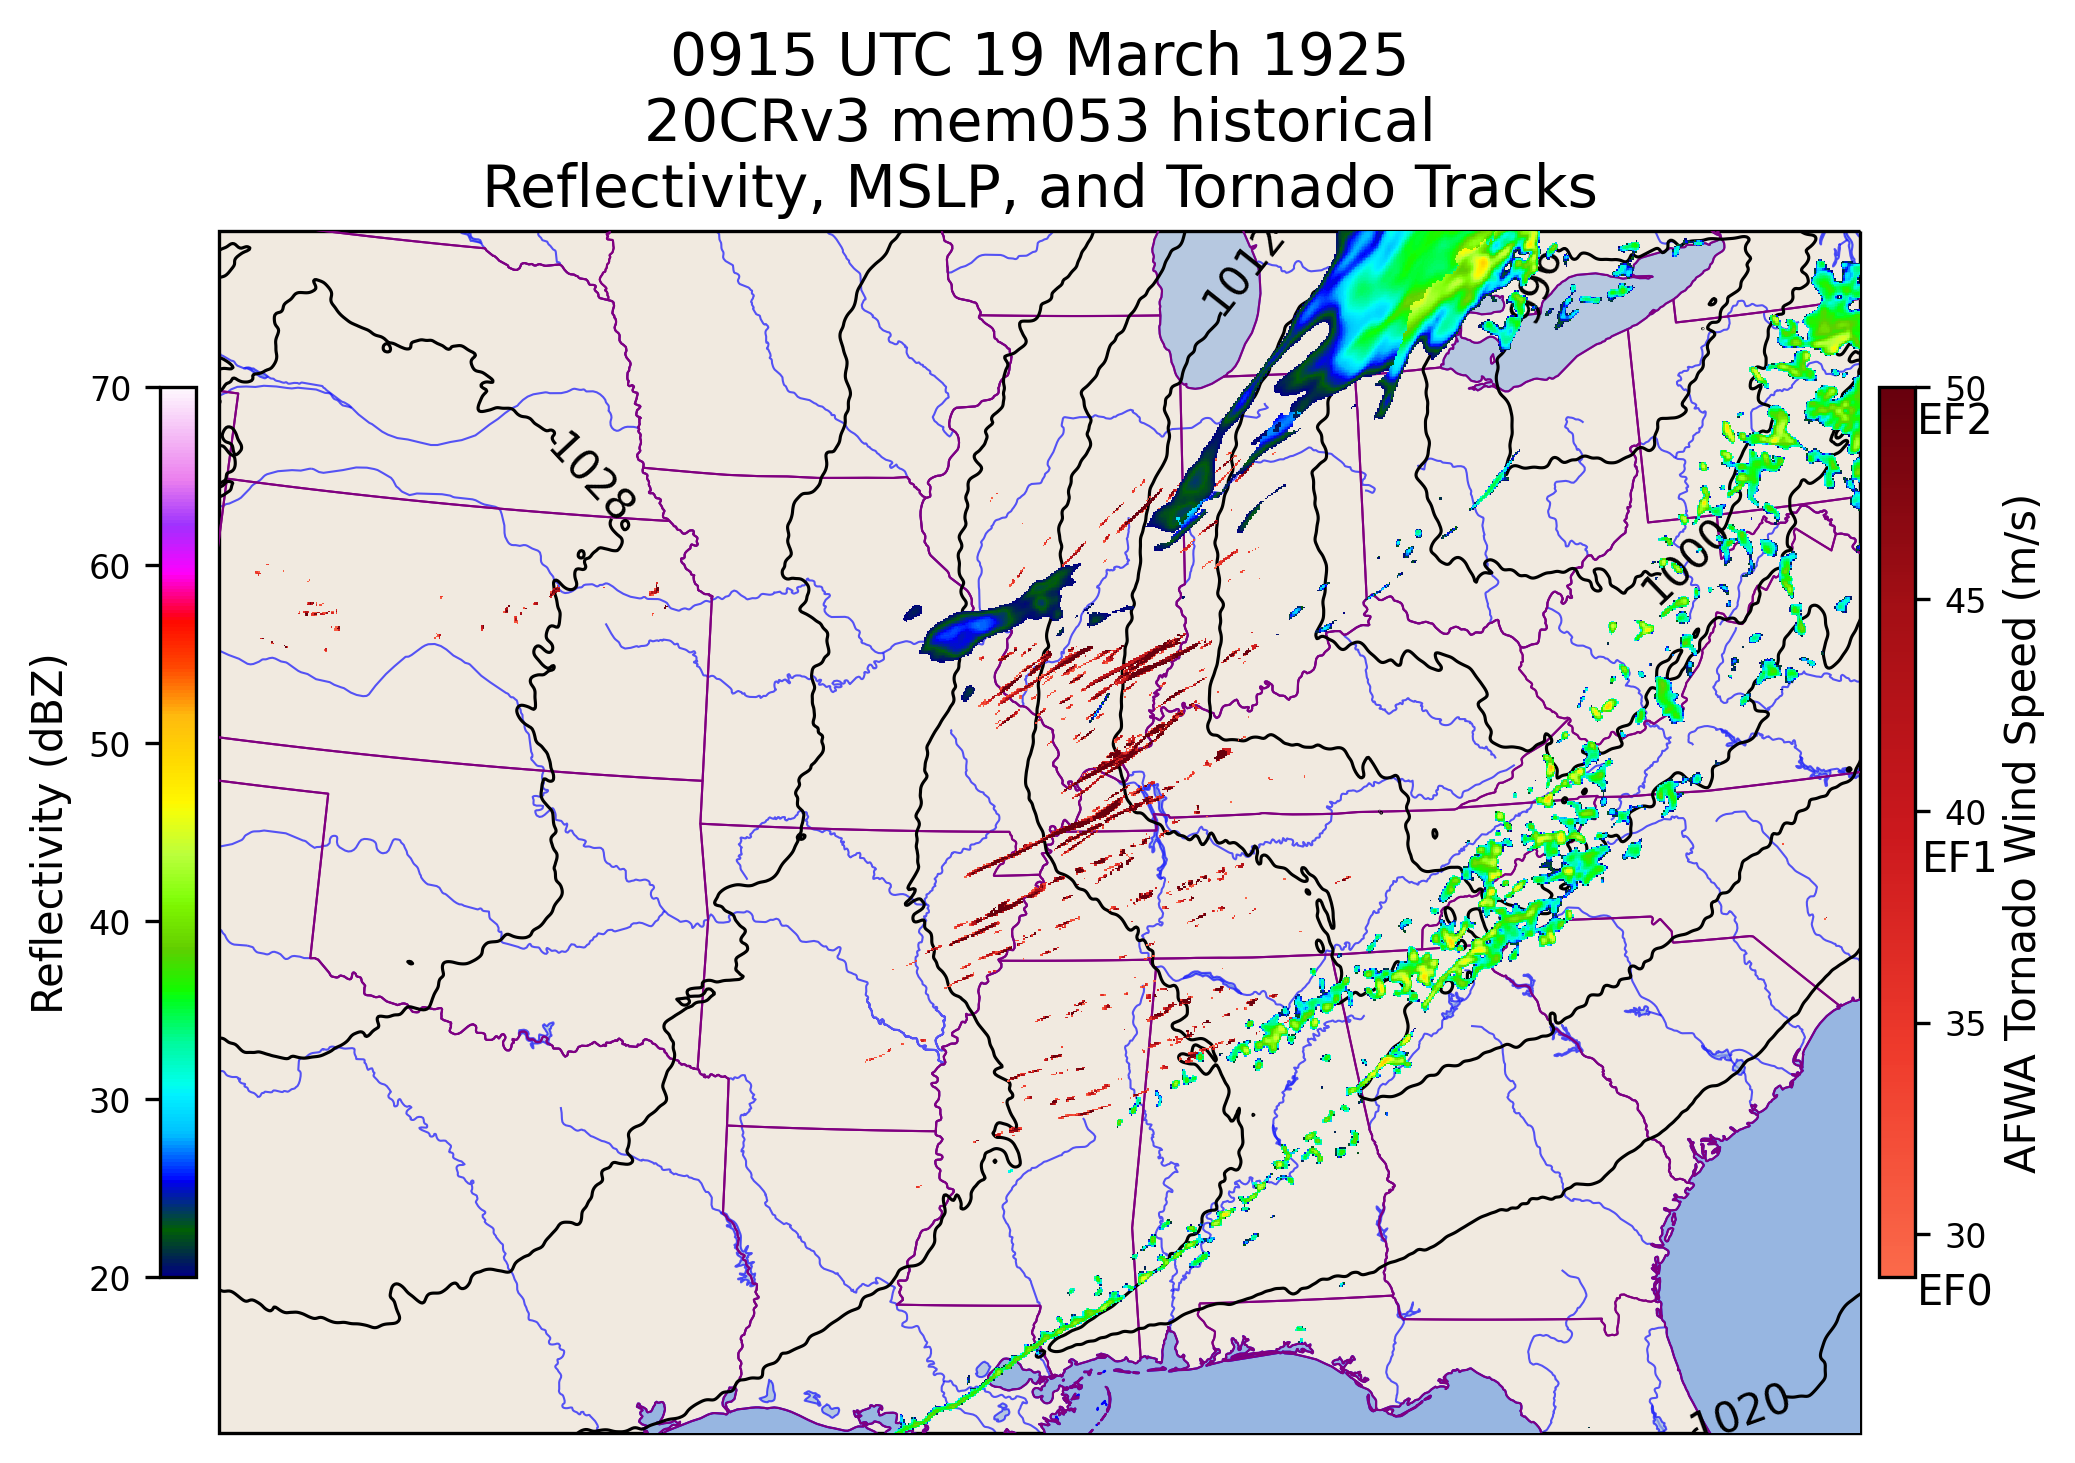 0915 UTC 19 March 1925
20CRv3 mem053 historical
Reflectivity, MSLP, and Tornado Tracks
Reflectivity (dBZ)
70
60
50
40
30
20
1012
996
1028
1000
1020
50
EF2
45
40
EF1
35
30
EF0
AFWA Tornado Wind Speed (m/s)